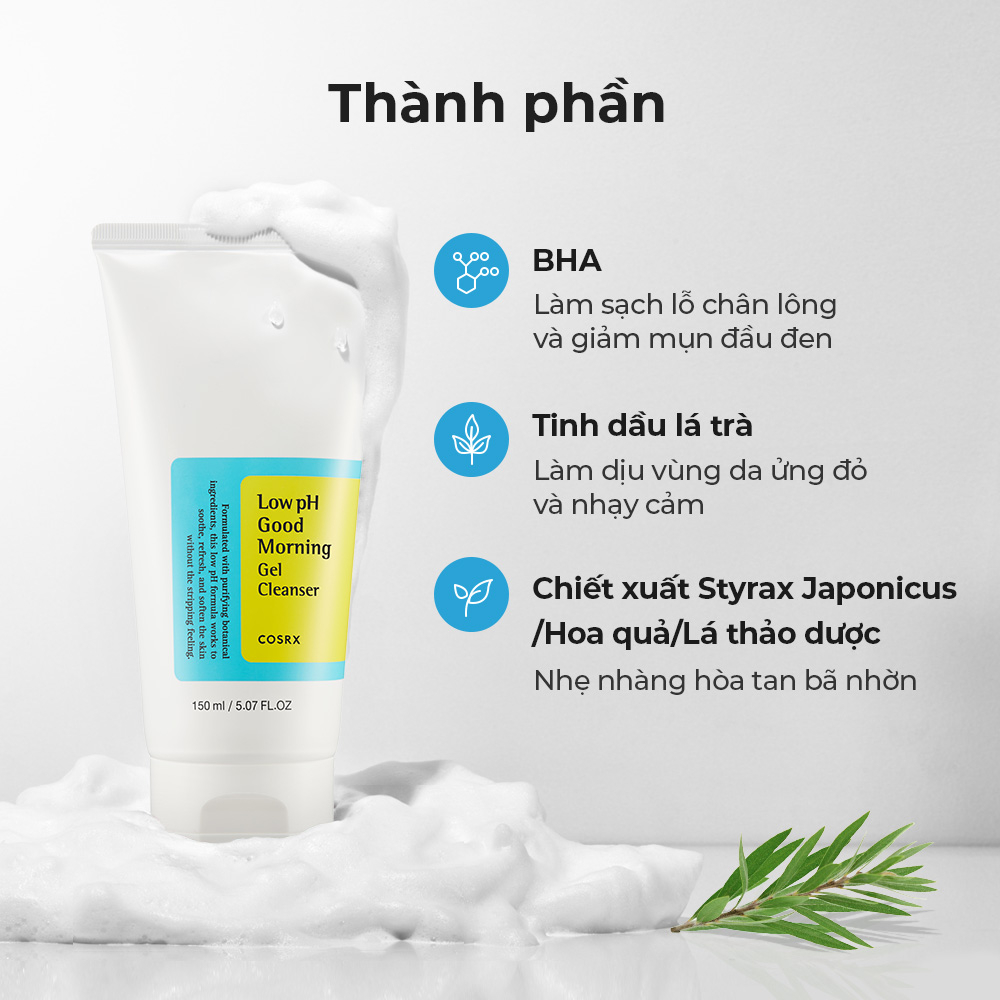 Thành phần
BHA
Làm sạch lỗ chân lông
và giảm mụn đầu đen
Tinh dầu lá trà
Làm dịu vùng da ửng đỏ
và nhạy cảm
Chiết xuất Styrax Japonicus
/Hoa quả/Lá thảo dược
Nhẹ nhàng hòa tan bã nhờn
Formulated with purifying botanical
ingredients, this low pH formula works to
soothe, refresh, and soften the skin
without the stripping feeling.
Low pH
Good
Morning
Gel
Cleanser
COSRX
150 ml / 5.07 FL.OZ